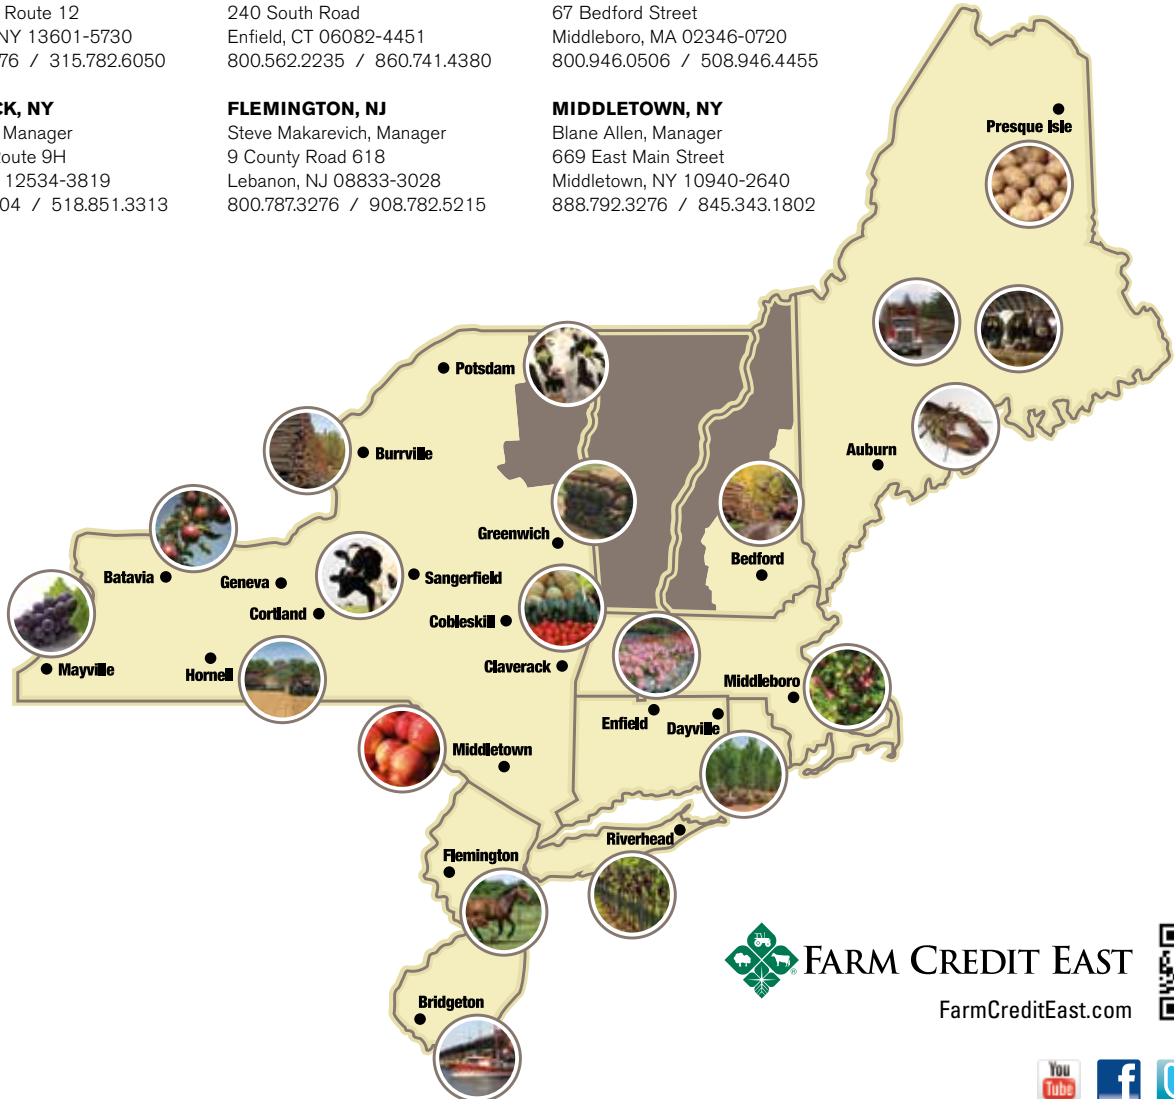 Route 12
NY 13601-5730
76 / 315.782.6050
CK, NY
Manager
Route 9H
12534-3819
04 / 518.851.3313
240 South Road
Enfield, CT 06082-4451
800.562.2235 / 860.741.4380
FLEMINGTON, NJ
Steve Makarevich, Manager
9 County Road 618
Lebanon, NJ 08833-3028
800.787.3276 / 908.782.5215
67 Bedford Street
Middleboro, MA 02346-0720
800.946.0506 / 508.946.4455
MIDDLETOWN, NY
Blane Allen, Manager
669 East Main Street
Middletown, NY 10940-2640
888.792.3276 / 845.343.1802
Presque Isle
Potsdam
Burrville
Auburn
Greenwich
Bedford
Batavia
Geneva
Sangerfield
Cortland
Cobleskill
Mayville
Hornell
Claverack
Middleboro
Enfield
Dayville
Middletown
Riverhead
Flemington
Bridgeton
FARM CREDIT EAST
FarmCreditEast.com
You
Tube
f